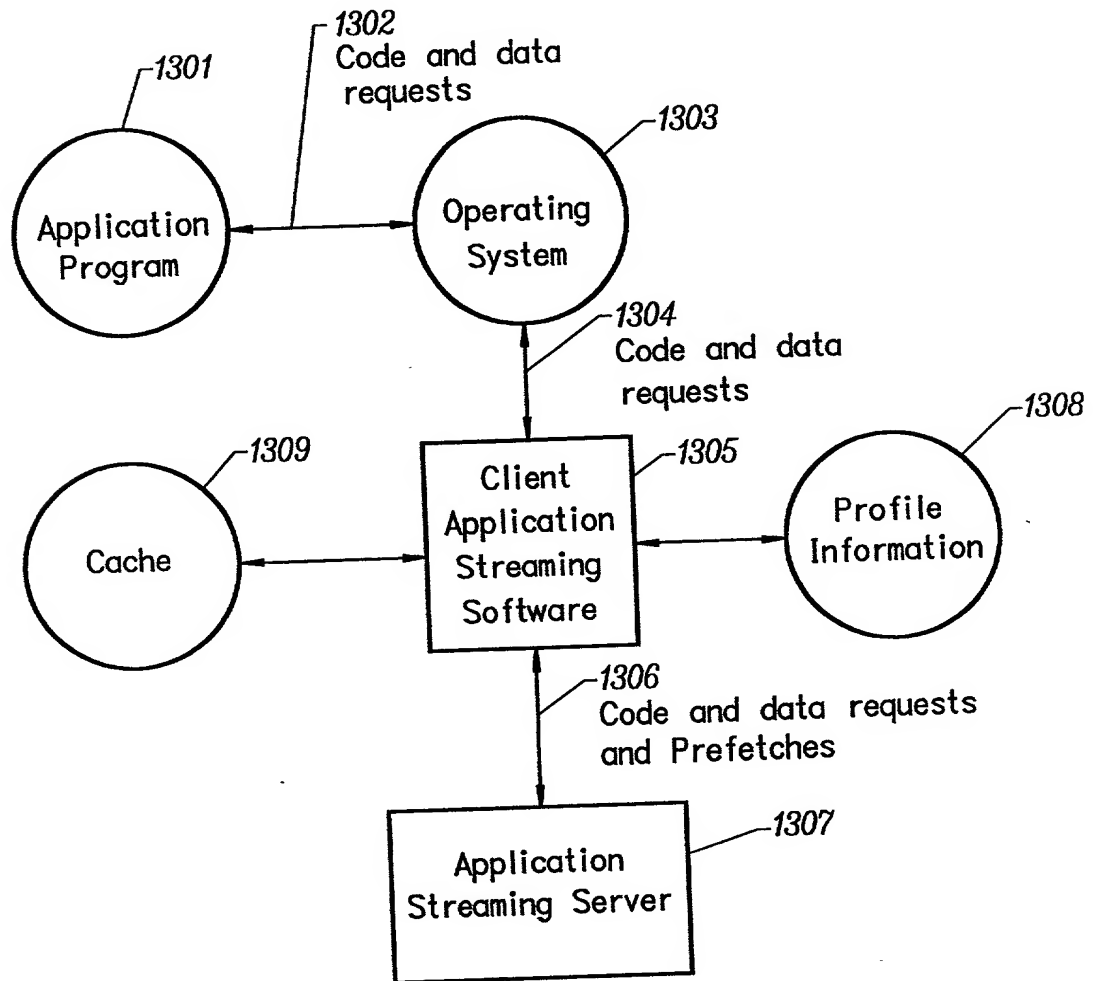 1302
Code and data
requests
1301
1303
Application
Program
Operating
System
1304
Code and data
requests
1308
1309
1305
Client
Application
Streaming
Software
Profile
Information
Cache
1306
Code and data requests
and Prefetches
1307
Application
Streaming Server